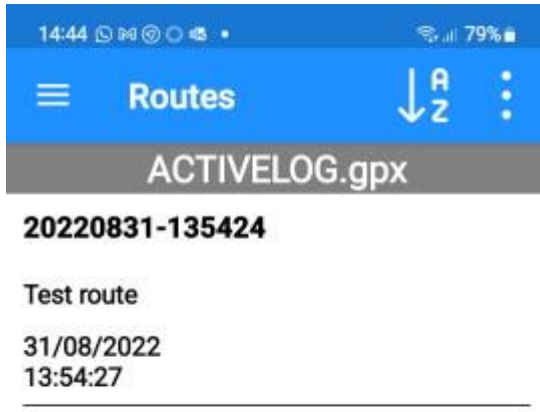 14:44 79%
Routes A Z
ACTIVELOG.gpx
20220831-135424
Test route
31/08/2022
13:54:27